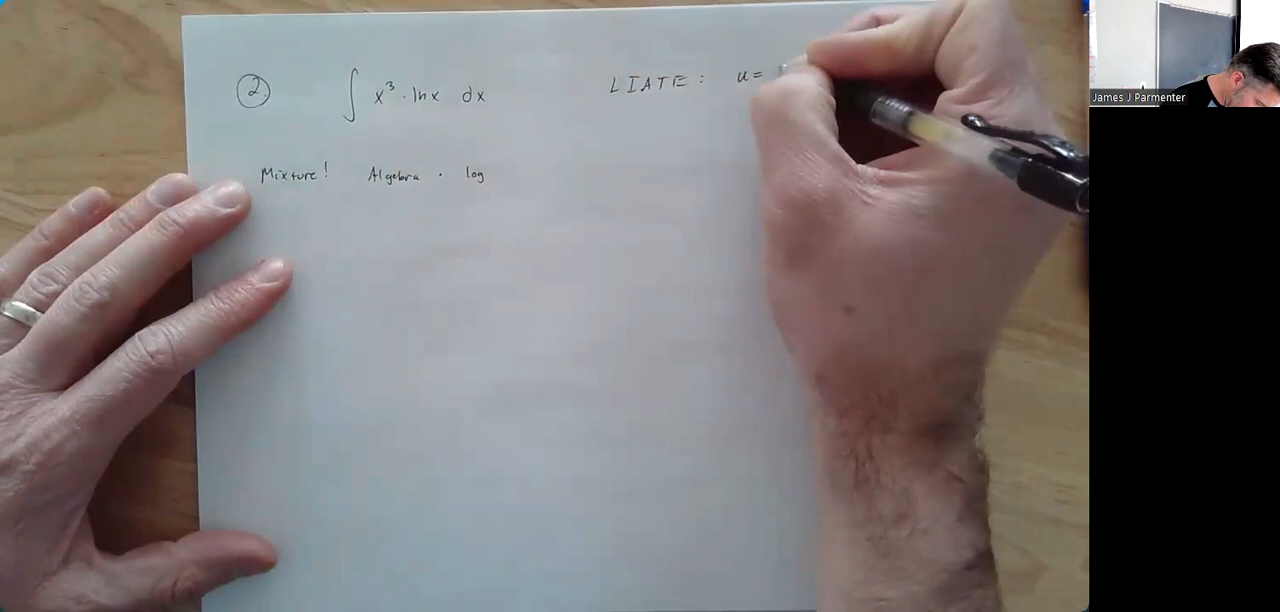 ② ∫ x³ · ln x dx LIATE: u=
Mixture! Algebra · log
James J Parmenter